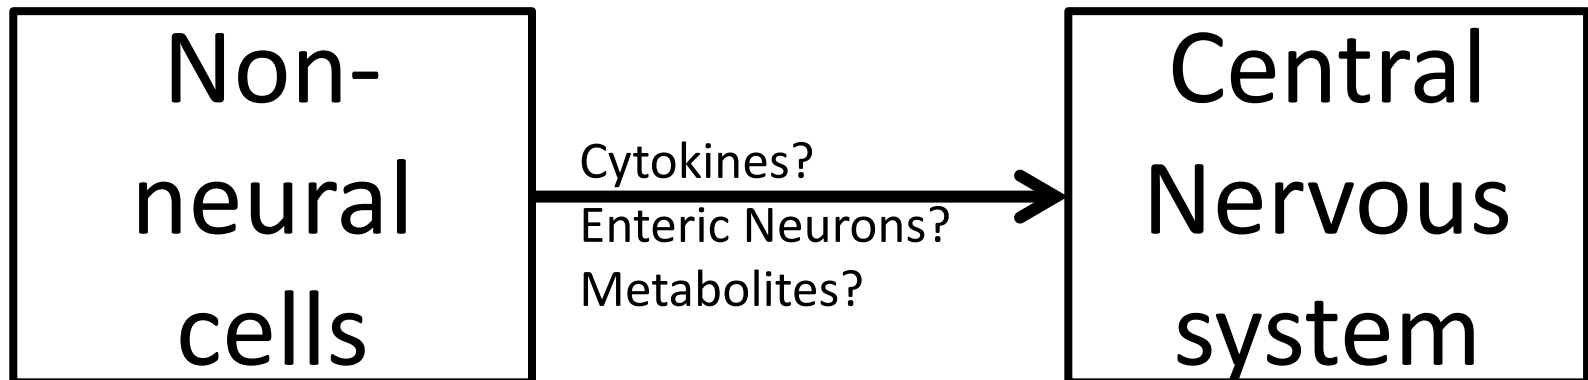 Non-
neural
cells
Cytokines?
Enteric Neurons?
Metabolites?
Central
Nervous
system